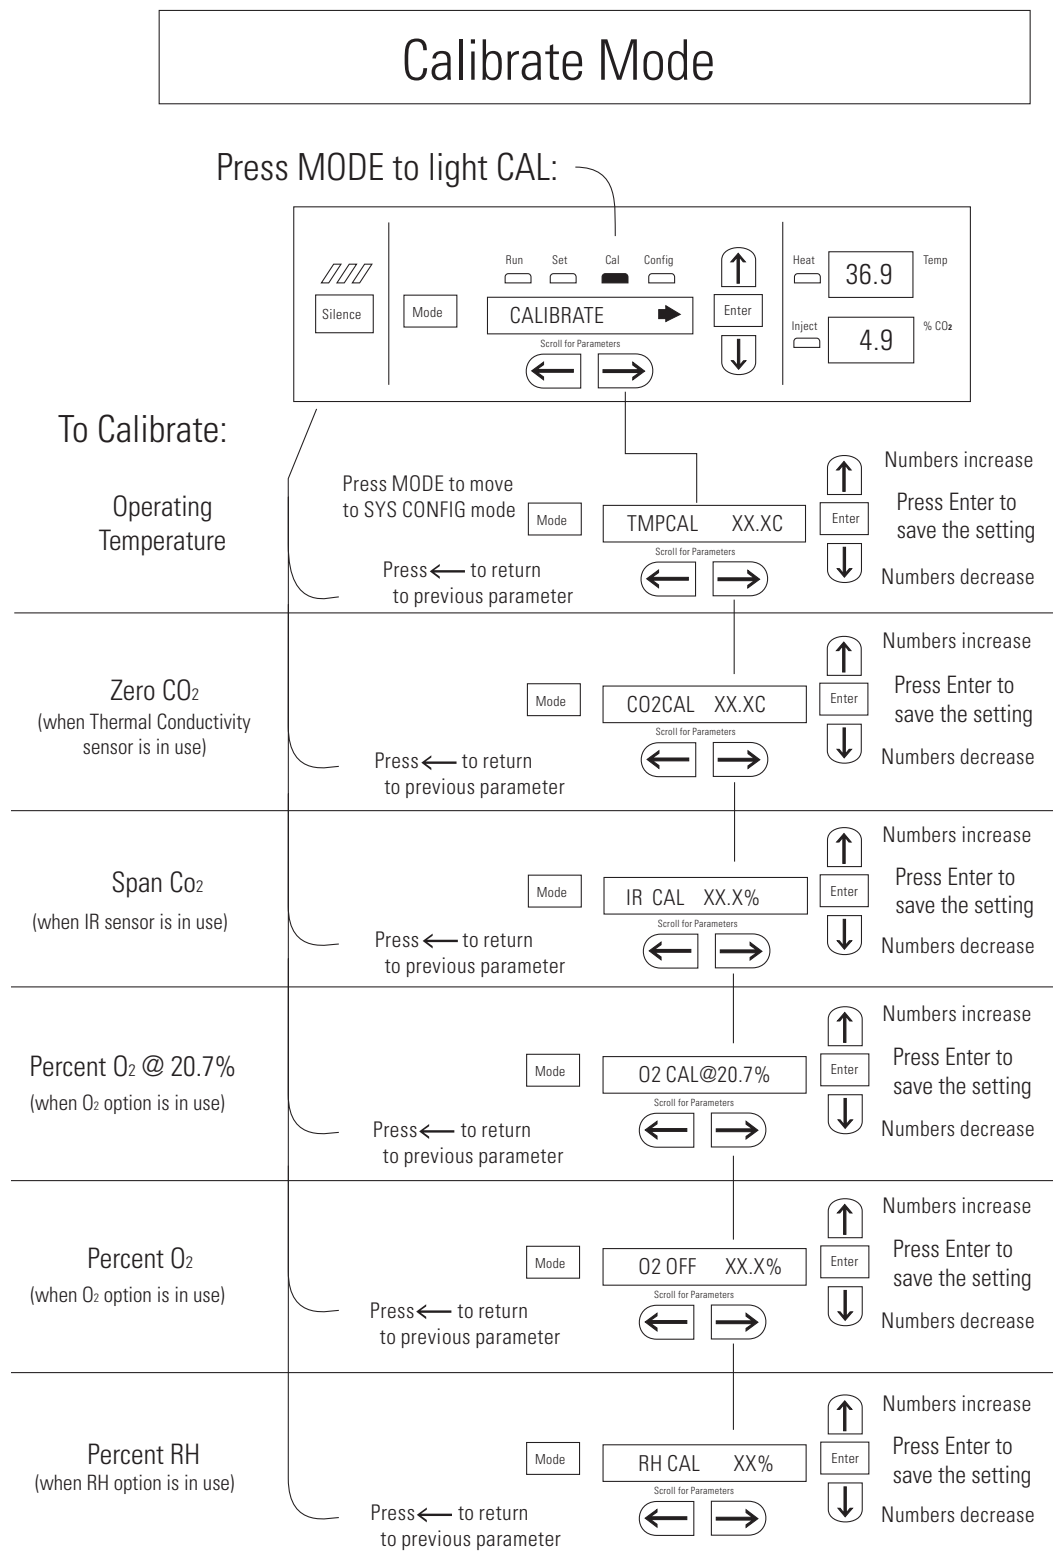 Calibrate Mode
Press MODE to light CAL:
Run Set Cal Config
Heat 36.9 Temp
Silence
Mode
CALIBRATE
Enter
Inject 4.9 % CO₂
Scroll for Parameters
To Calibrate:
Operating
Temperature
Press MODE to move
to SYS CONFIG mode
Mode
TMPCAL XX.XC
Scroll for Parameters
Enter
Numbers increase
Press Enter to
save the setting
Numbers decrease
Press ← to return
to previous parameter
Zero CO₂
(when Thermal Conductivity
sensor is in use)
Mode
CO2CAL XX.XC
Scroll for Parameters
Enter
Numbers increase
Press Enter to
save the setting
Numbers decrease
Press ← to return
to previous parameter
Span Co₂
(when IR sensor is in use)
Mode
IR CAL XX.X%
Scroll for Parameters
Enter
Numbers increase
Press Enter to
save the setting
Numbers decrease
Press ← to return
to previous parameter
Percent O₂ @ 20.7%
(when O₂ option is in use)
Mode
O2 CAL@20.7%
Scroll for Parameters
Enter
Numbers increase
Press Enter to
save the setting
Numbers decrease
Press ← to return
to previous parameter
Percent O₂
(when O₂ option is in use)
Mode
O2 OFF XX.X%
Scroll for Parameters
Enter
Numbers increase
Press Enter to
save the setting
Numbers decrease
Press ← to return
to previous parameter
Percent RH
(when RH option is in use)
Mode
RH CAL XX%
Scroll for Parameters
Enter
Numbers increase
Press Enter to
save the setting
Numbers decrease
Press ← to return
to previous parameter